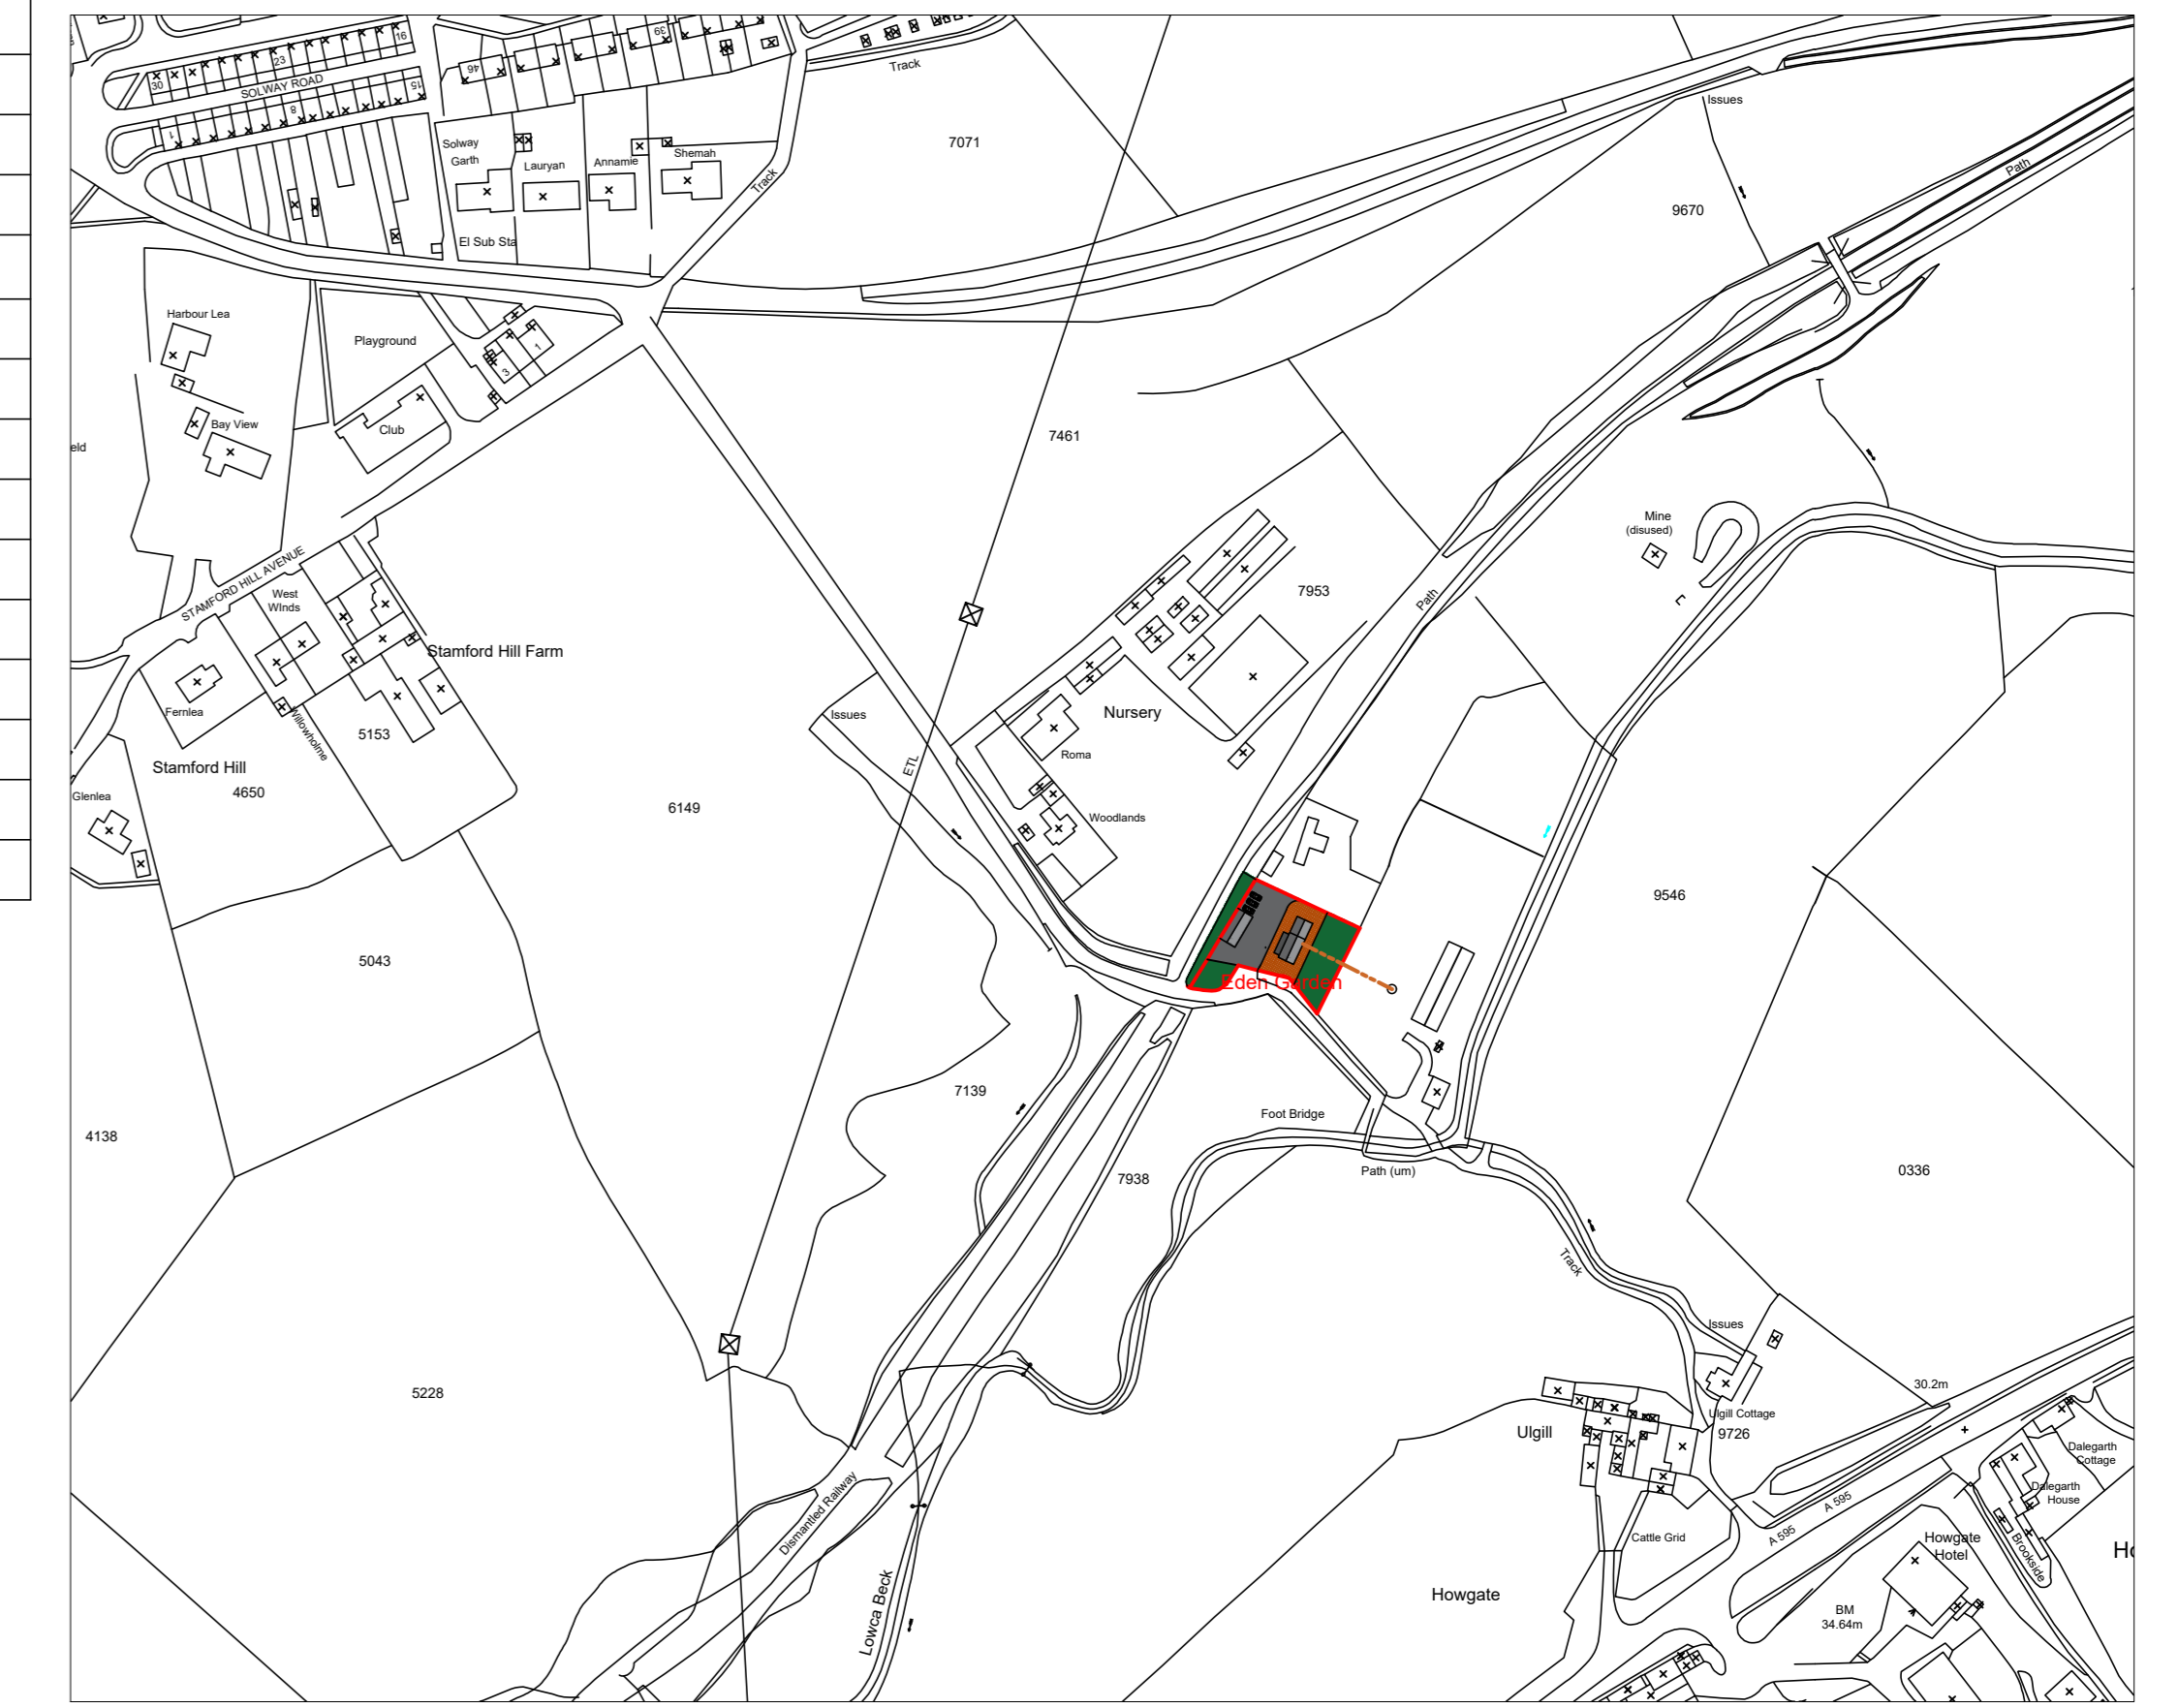 16
23
30
SOLWAY ROAD
15
8
1
46
39
Track
Issues
7071
Solway
Garth
Lauryan
Annamie
Shemah
Track
Path
9670
El Sub Sta
Harbour Lea
Playground
1
3
Bay View
Club
eld
7461
Mine
(disused)
STAMFORD HILL AVENUE
West
WInds
7953
Path
Stamford Hill Farm
Fernlea
Willowholme
5153
Issues
Nursery
Roma
ETL
Stamford Hill
4650
Glenlea
6149
Woodlands
9546
5043
Eden Garden
7139
Foot Bridge
4138
7938
Path (um)
0336
Track
Issues
30.2m
5228
Ulgill Cottage
9726
Ulgill
Dalegarth
Cottage
Dalegarth
House
A 595
A 595
Dismantled Railway
Cattle Grid
Howgate
Hotel
Brookside
Ho
Howgate
Lowca Beck
BM
34.64m